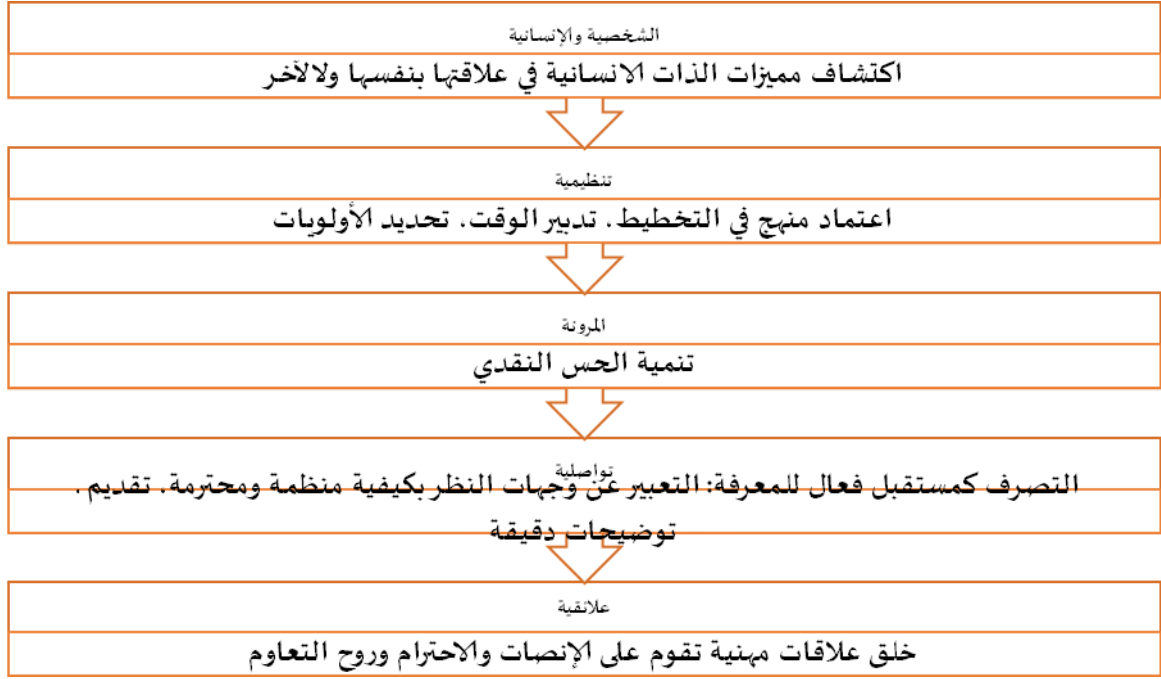 الشخصية والإنسانية
اكتشاف مميزات الذات الانسانية في علاقتها بنفسها ولالآخر
تنظيمية
اعتماد منهج في التخطيط، تدبير الوقت، تحديد الأولويات
المرونة
تنمية الحس النقدي
تواصلية
التصرف كمستقبل فعال للمعرفة: التعبير عن وجهات النظر بكيفية منظمة ومحترمة، تقديم .
توضيحات دقيقة
علائقية
خلق علاقات مهنية تقوم على الإنصات والاحترام وروح التعاوم